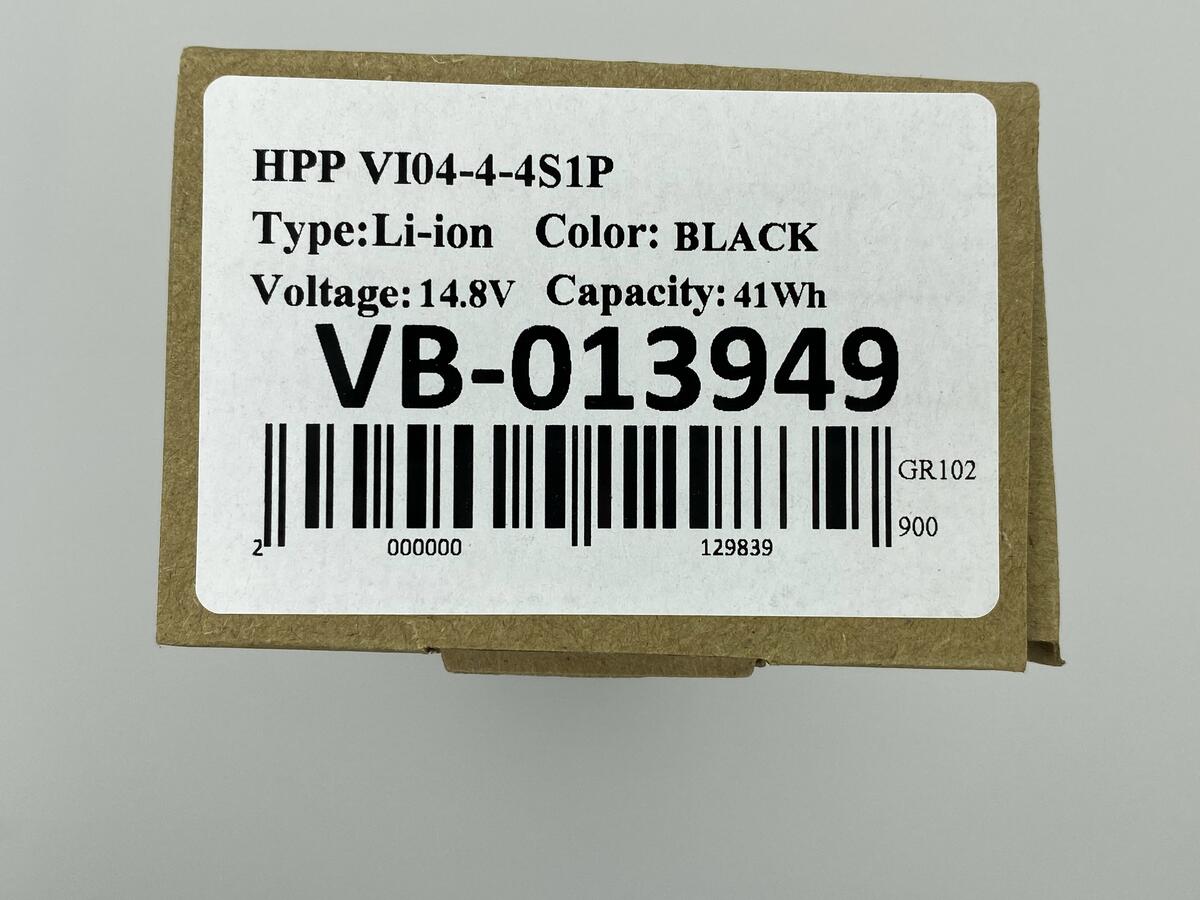 HPP VI04-4-4S1P
Type:Li-ion Color: BLACK
Voltage: 14.8V Capacity: 41Wh
VB-013949
GR102
900
2 000000 129839